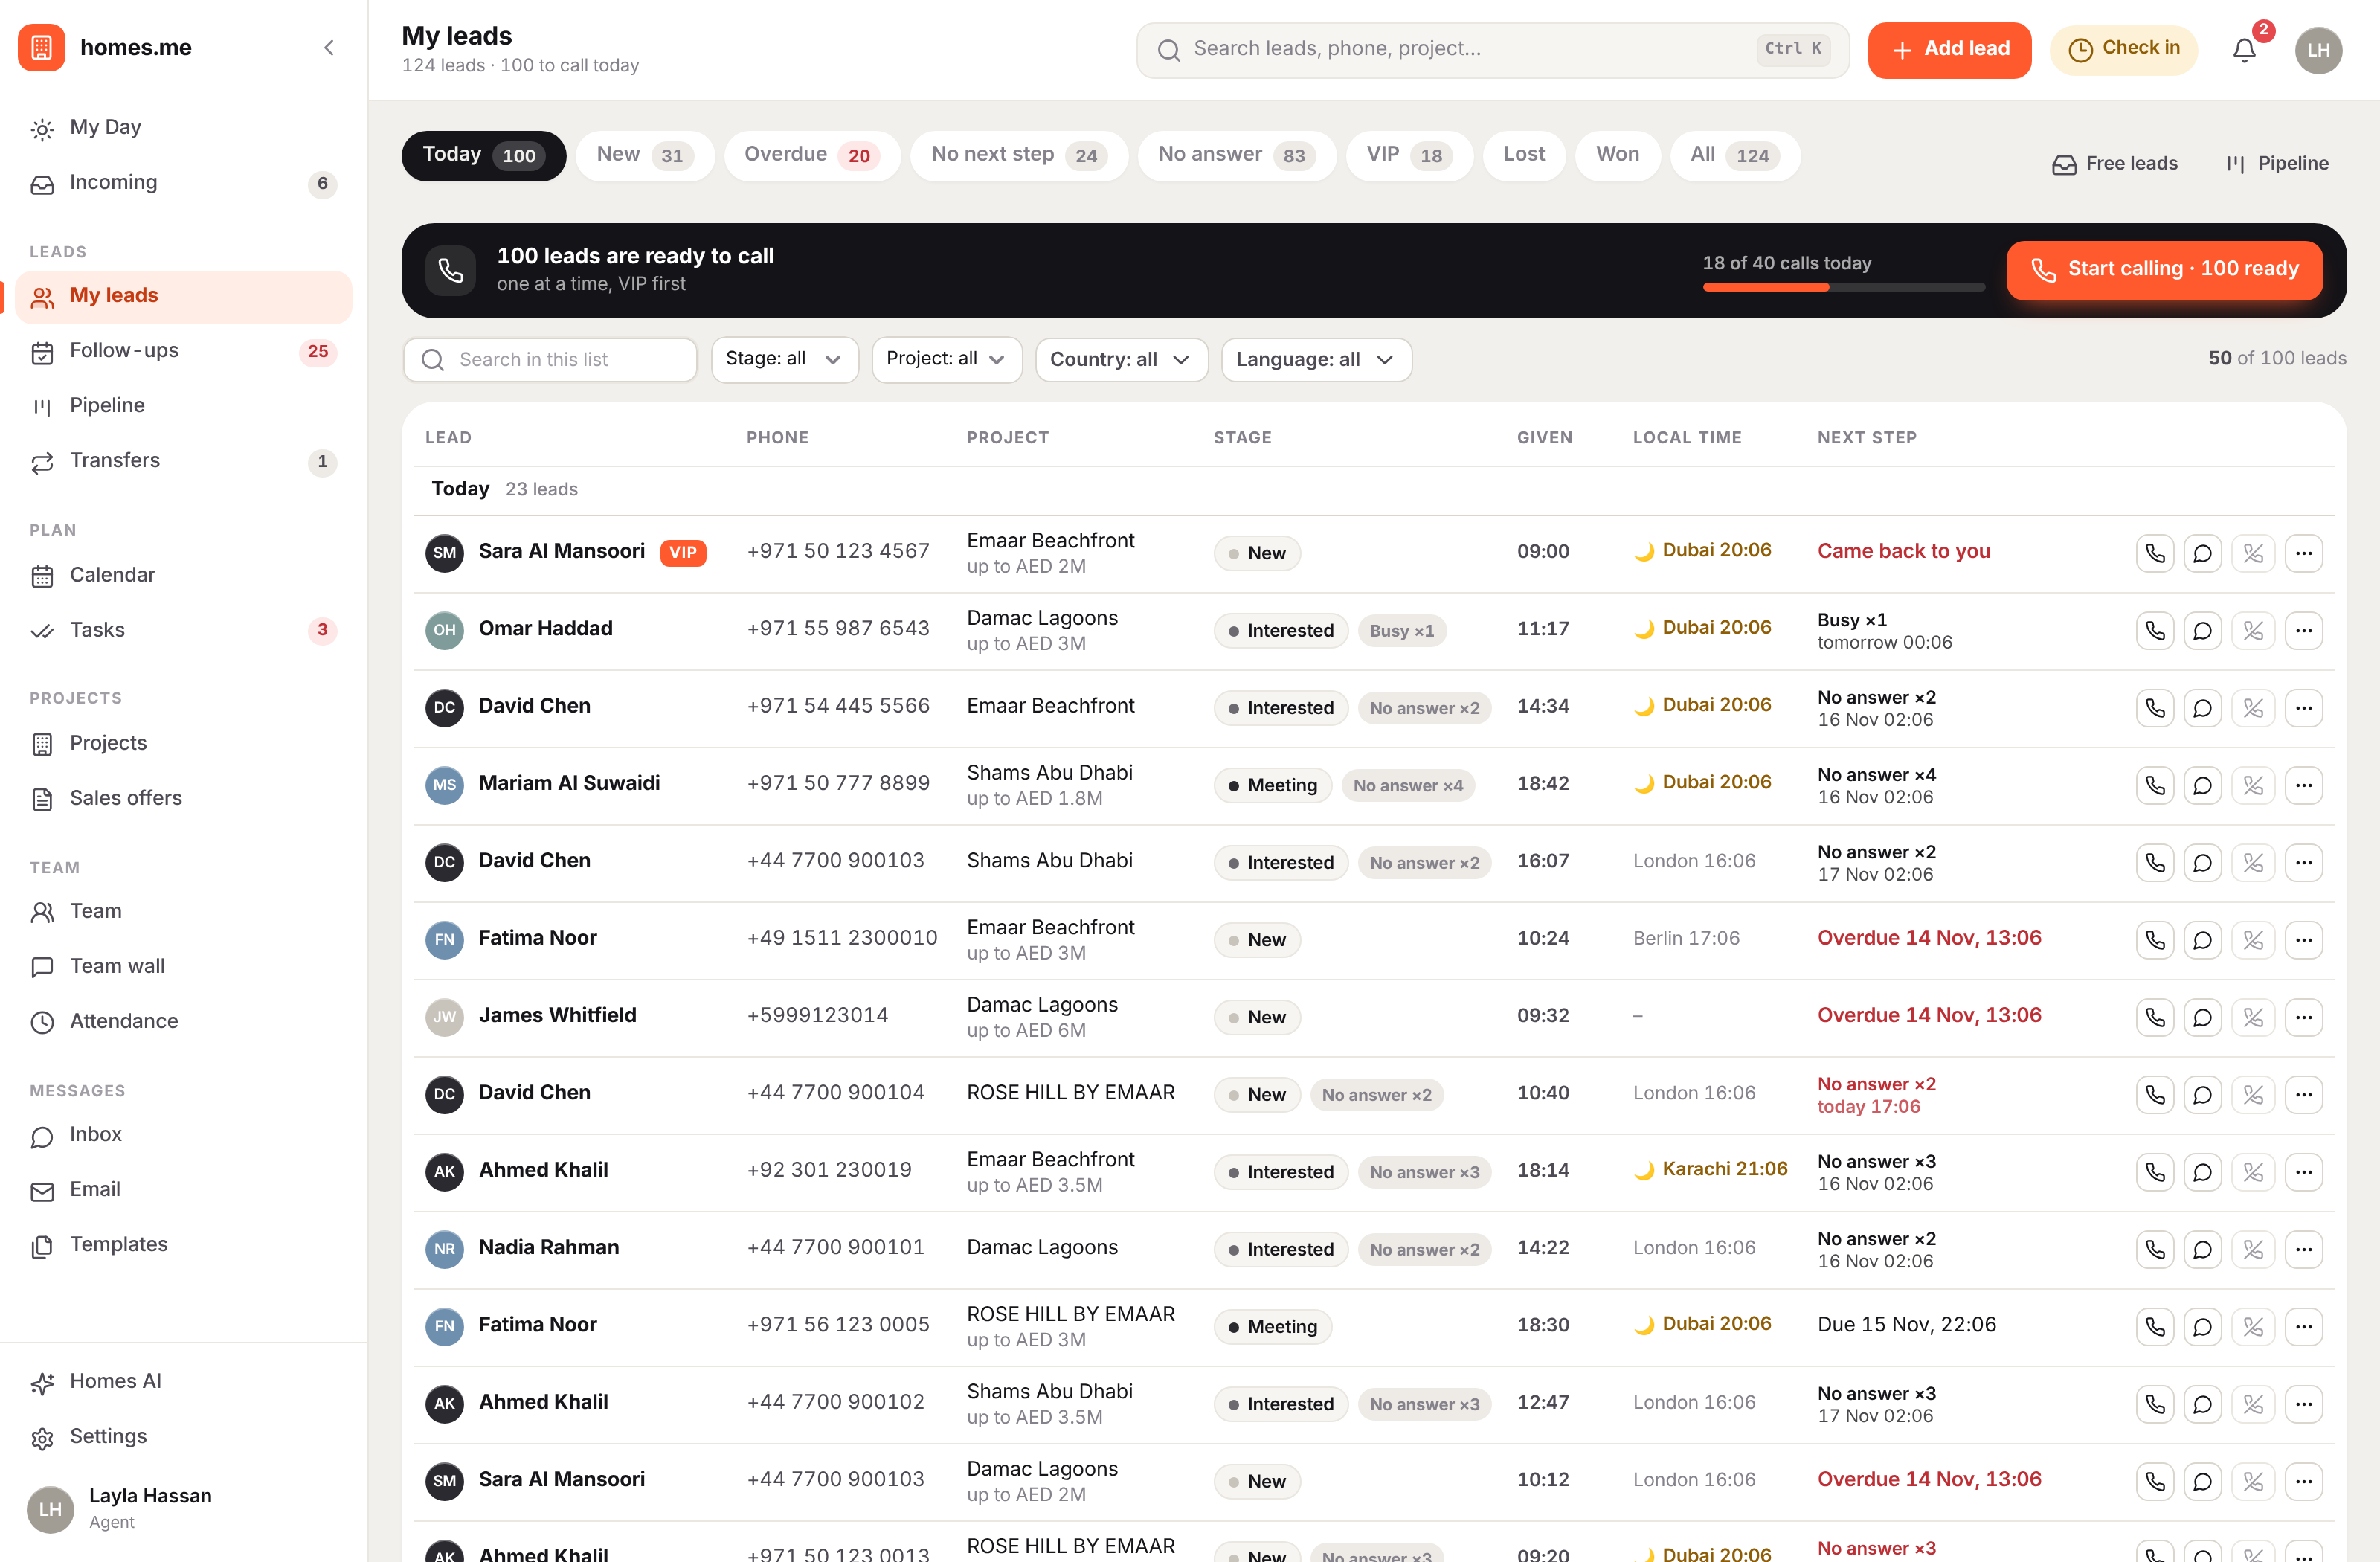 homes.me
My Day
Incoming 6
LEADS
My leads
Follow-ups 25
Pipeline
Transfers 1
PLAN
Calendar
Tasks 3
PROJECTS
Projects
Sales offers
TEAM
Team
Team wall
Attendance
MESSAGES
Inbox
Email
Templates
Homes AI
Settings
LH Layla Hassan
Agent
My leads
124 leads · 100 to call today
Search leads, phone, project... Ctrl K
+ Add lead
Check in
2
LH
Today 100 New 31 Overdue 20 No next step 24 No answer 83 VIP 18 Lost Won All 124
Free leads Pipeline
100 leads are ready to call
one at a time, VIP first
18 of 40 calls today
Start calling · 100 ready
Search in this list Stage: all Project: all Country: all Language: all 50 of 100 leads
LEAD PHONE PROJECT STAGE GIVEN LOCAL TIME NEXT STEP
Today 23 leads
SM Sara Al Mansoori VIP +971 50 123 4567 Emaar Beachfront New 09:00 Dubai 20:06 Came back to you
up to AED 2M
OH Omar Haddad +971 55 987 6543 Damac Lagoons Interested Busy ×1 11:17 Dubai 20:06 Busy ×1
up to AED 3M tomorrow 00:06
DC David Chen +971 54 445 5566 Emaar Beachfront Interested No answer ×2 14:34 Dubai 20:06 No answer ×2
16 Nov 02:06
MS Mariam Al Suwaidi +971 50 777 8899 Shams Abu Dhabi Meeting No answer ×4 18:42 Dubai 20:06 No answer ×4
up to AED 1.8M 16 Nov 02:06
DC David Chen +44 7700 900103 Shams Abu Dhabi Interested No answer ×2 16:07 London 16:06 No answer ×2
17 Nov 02:06
FN Fatima Noor +49 1511 2300010 Emaar Beachfront New 10:24 Berlin 17:06 Overdue 14 Nov, 13:06
up to AED 3M
JW James Whitfield +5999123014 Damac Lagoons New 09:32 – Overdue 14 Nov, 13:06
up to AED 6M
DC David Chen +44 7700 900104 ROSE HILL BY EMAAR New No answer ×2 10:40 London 16:06 No answer ×2
today 17:06
AK Ahmed Khalil +92 301 230019 Emaar Beachfront Interested No answer ×3 18:14 Karachi 21:06 No answer ×3
up to AED 3.5M 16 Nov 02:06
NR Nadia Rahman +44 7700 900101 Damac Lagoons Interested No answer ×2 14:22 London 16:06 No answer ×2
16 Nov 02:06
FN Fatima Noor +971 56 123 0005 ROSE HILL BY EMAAR Meeting 18:30 Dubai 20:06 Due 15 Nov, 22:06
up to AED 3M
AK Ahmed Khalil +44 7700 900102 Shams Abu Dhabi Interested No answer ×3 12:47 London 16:06 No answer ×3
up to AED 3.5M 17 Nov 02:06
SM Sara Al Mansoori +44 7700 900103 Damac Lagoons New 10:12 London 16:06 Overdue 14 Nov, 13:06
up to AED 2M
AK Ahmed Khalil +971 50 123 0013 ROSE HILL BY EMAAR New No answer ×3 09:20 Dubai 20:06 No answer ×3